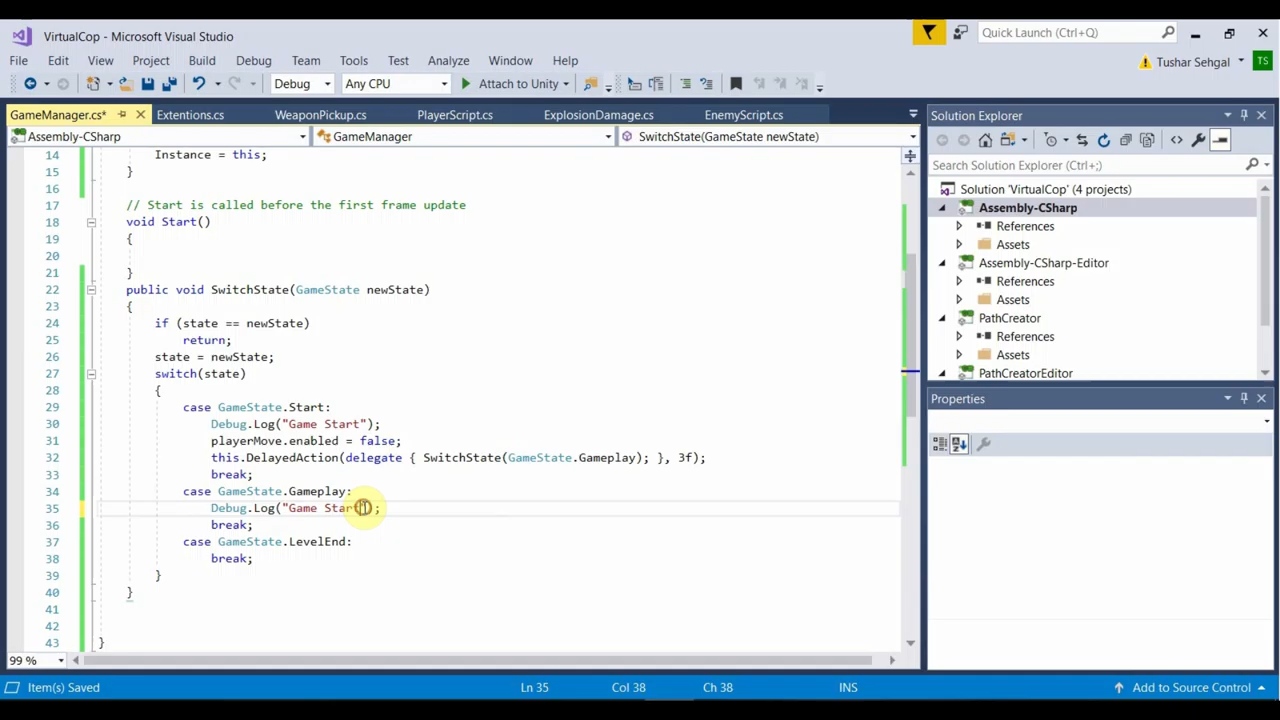 VirtualCop - Microsoft Visual Studio
Quick Launch (Ctrl+Q)
File Edit View Project Build Debug Team Tools Test Analyze Window Help
Tushar Sehgal TS
Debug Any CPU Attach to Unity
GameManager.cs* Extentions.cs WeaponPickup.cs PlayerScript.cs ExplosionDamage.cs EnemyScript.cs
Assembly-CSharp GameManager SwitchState(GameState newState)
14 Instance = this;
15 }
16
17 // Start is called before the first frame update
18 void Start()
19 {
20
21 }
22 public void SwitchState(GameState newState)
23 {
24 if (state == newState)
25 return;
26 state = newState;
27 switch(state)
28 {
29 case GameState.Start:
30 Debug.Log("Game Start");
31 playerMove.enabled = false;
32 this.DelayedAction(delegate { SwitchState(GameState.Gameplay); }, 3f);
33 break;
34 case GameState.Gameplay:
35 Debug.Log("Game Start");
36 break;
37 case GameState.LevelEnd:
38 break;
39 }
40 }
41
42
43 }
99 %
Solution Explorer
Search Solution Explorer (Ctrl+;)
Solution 'VirtualCop' (4 projects)
Assembly-CSharp
References
Assets
Assembly-CSharp-Editor
References
Assets
PathCreator
References
Assets
PathCreatorEditor
Properties
Item(s) Saved Ln 35 Col 38 Ch 38 INS Add to Source Control